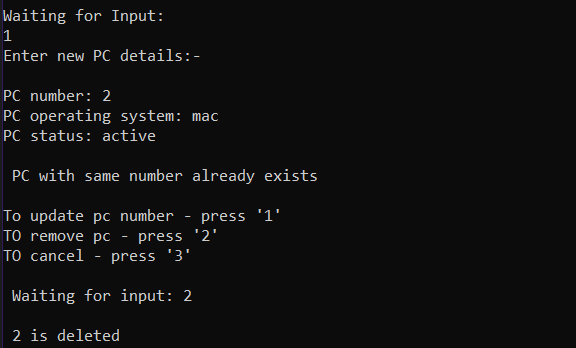 Waiting for Input:
1
Enter new PC details:-
PC number: 2
PC operating system: mac
PC status: active
PC with same number already exists
To update pc number - press '1'
TO remove pc - press '2'
TO cancel - press '3'
Waiting for input: 2
2 is deleted